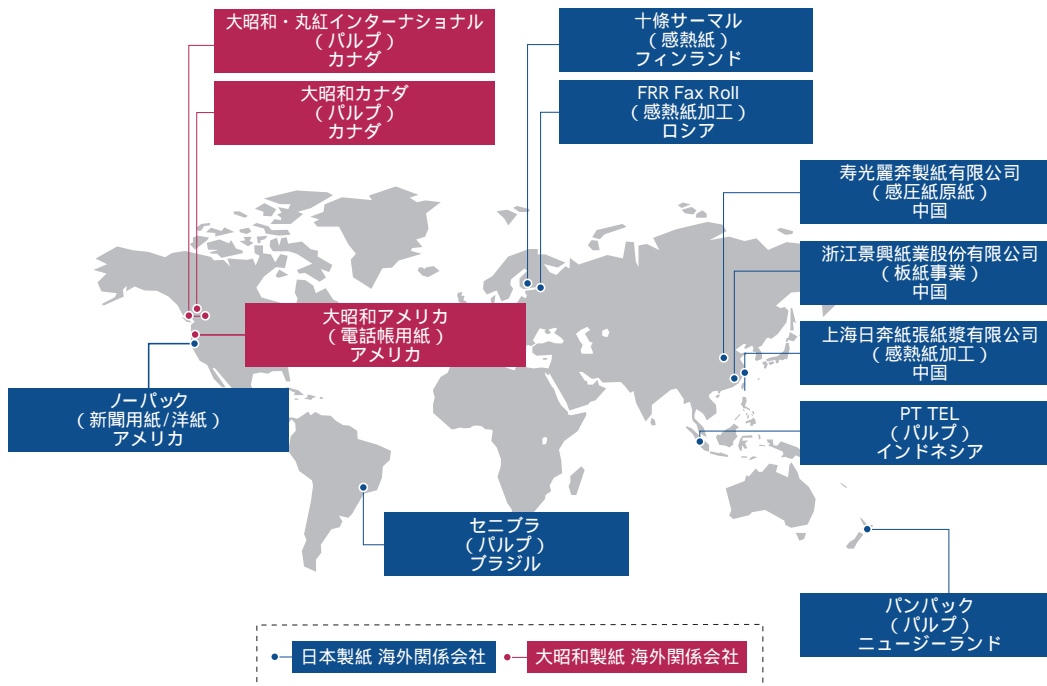 大昭和・丸紅インターナショナル
（パルプ）
カナダ
大昭和カナダ
（パルプ）
カナダ
十條サーマル
（感熱紙）
フィンランド
FRR Fax Roll
（感熱紙加工）
ロシア
寿光麗奔製紙有限公司
（感圧紙原紙）
中国
浙江景興紙業股份有限公司
（板紙事業）
中国
大昭和アメリカ
（電話帳用紙）
アメリカ
上海日奔紙張紙漿有限公司
（感熱紙加工）
中国
ノーパック
（新聞用紙/洋紙）
アメリカ
PT TEL
（パルプ）
インドネシア
セニブラ
（パルプ）
ブラジル
パンパック
（パルプ）
ニュージーランド
日本製紙 海外関係会社
大昭和製紙 海外関係会社